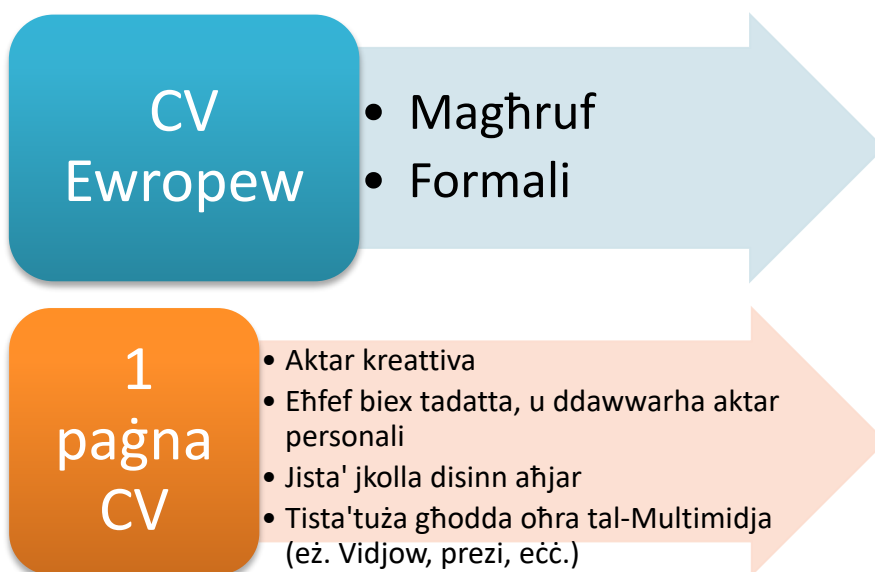 CV
Ewropew
• Magħruf
• Formali
1
paġna
CV
• Aktar kreattiva
• Eħfef biex tadatta, u ddawwarha aktar
personali
• Jista' jkolla disinn aħjar
• Tista'tuża għodda oħra tal-Multimidja
(eż. Vidjow, prezi, eċċ.)